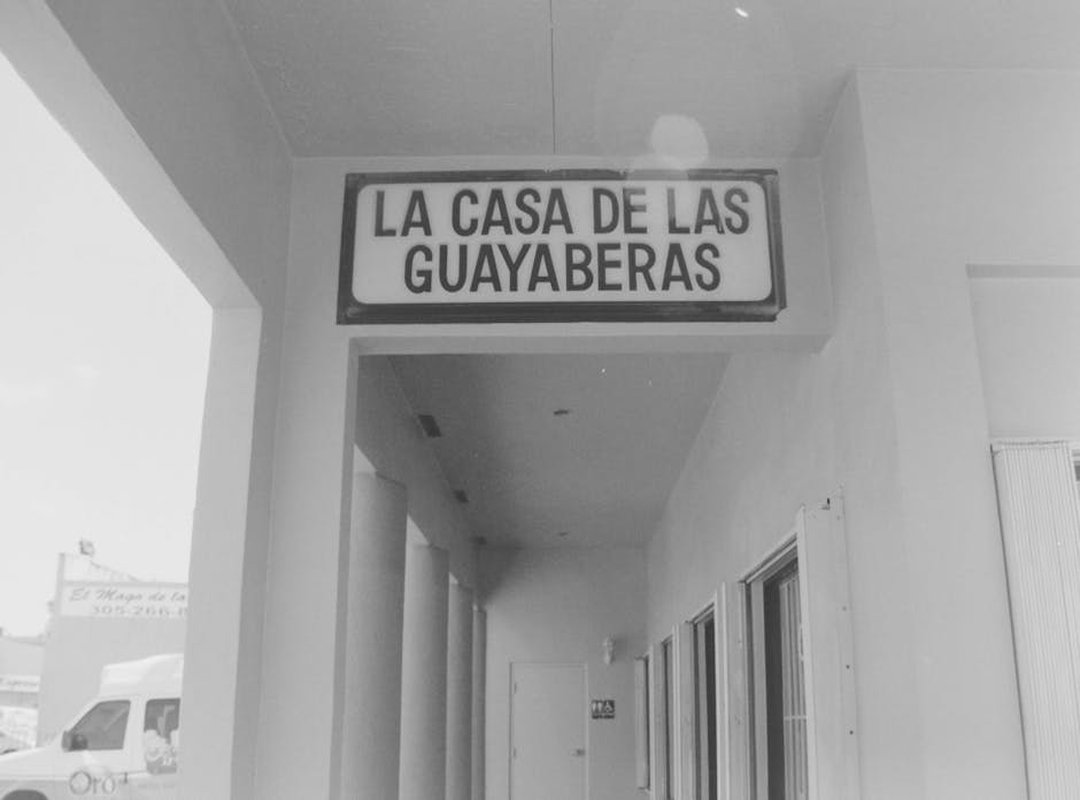 LA CASA DE LAS
GUAYABERAS
El Mago de la
305-266-
Oro